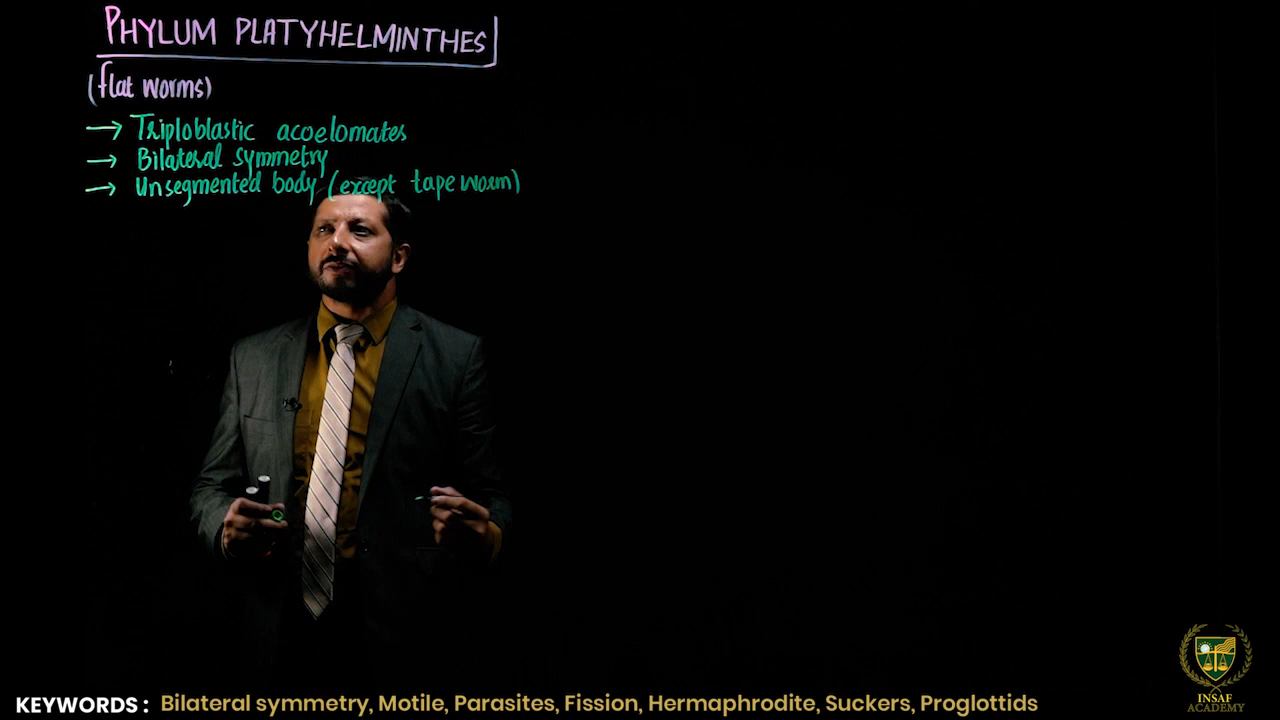 PHYLUM PLATYHELMINTHES
(flat worms)
→ Triploblastic acoelomates
→ Bilateral symmetry
→ Unsegmented body (except tape worm)
KEYWORDS : Bilateral symmetry, Motile, Parasites, Fission, Hermaphrodite, Suckers, Proglottids
INSAF
ACADEMY